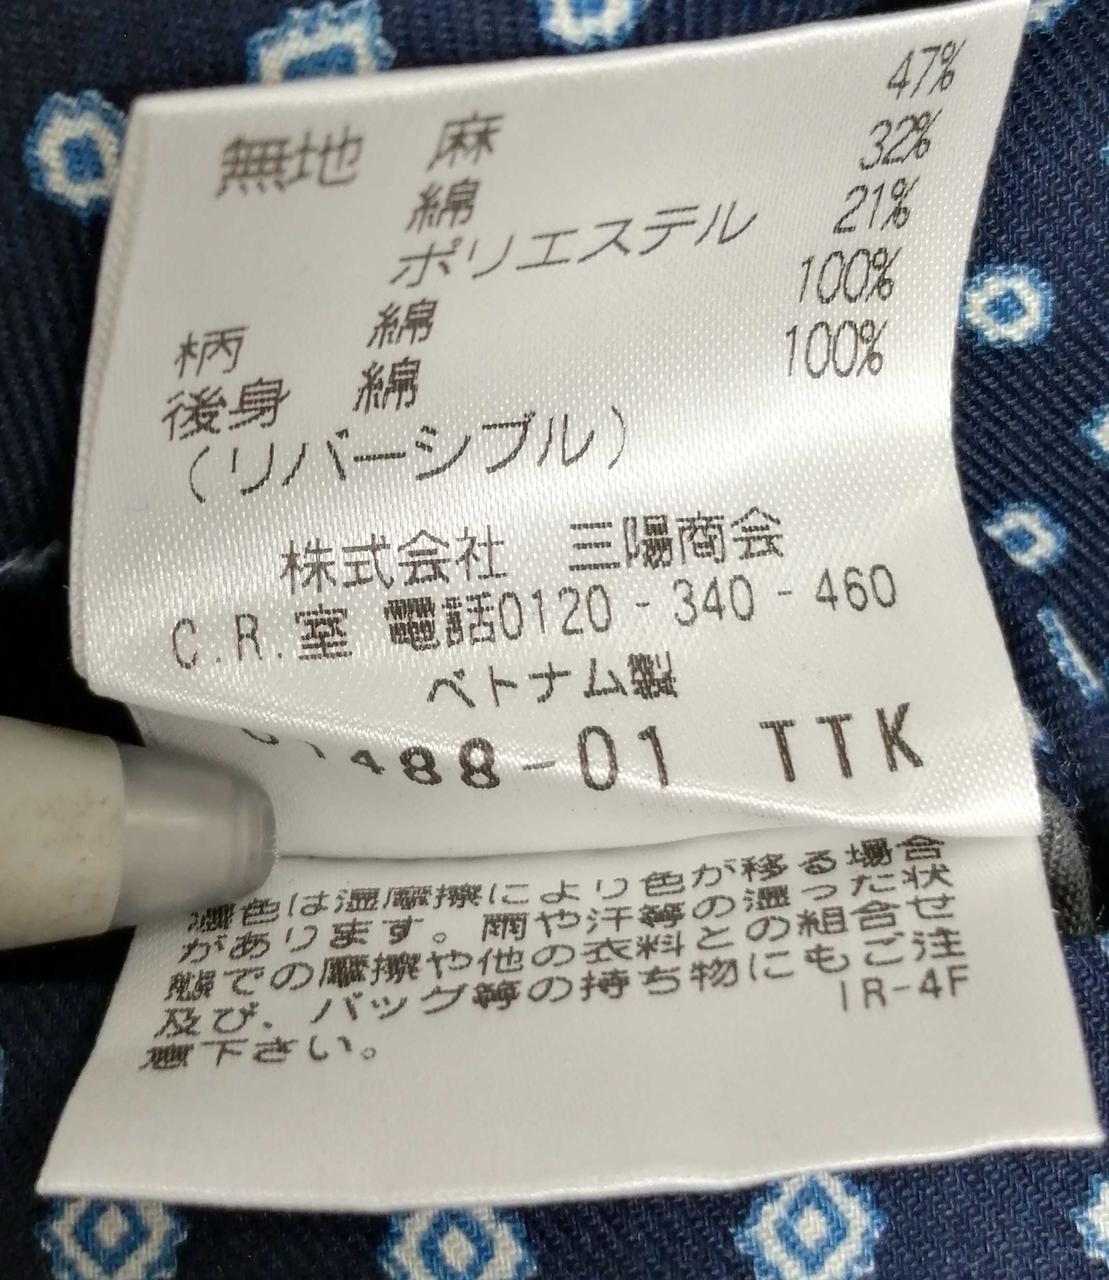 無地 麻 47%
綿 32%
ポリエステル 21%
柄 綿 100%
後身 綿 100%
(リバーシブル)
株式会社 三陽商会
C.R.室 電話0120-340-460
ベトナム製
488-01 TTK
濃色は湿摩擦により色が移る場合
があります。雨や汗等の湿った状
態での摩擦や他の衣料との組合せ
及び、バッグ等の持ち物にもご注
意下さい。 IR-4F